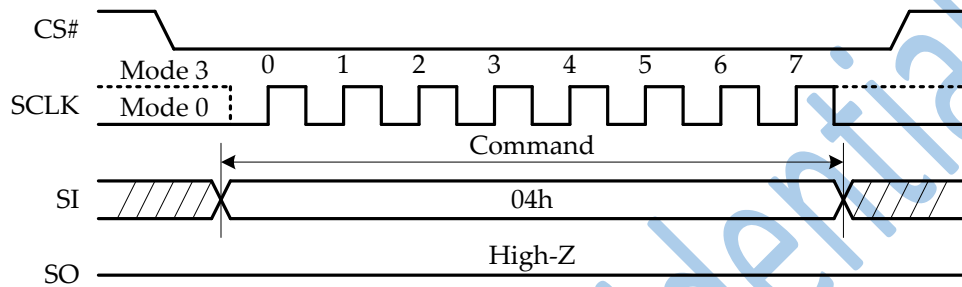 CS#
Mode 3
0 1 2 3 4 5 6 7
SCLK
Mode 0
Command
SI
04h
High-Z
SO